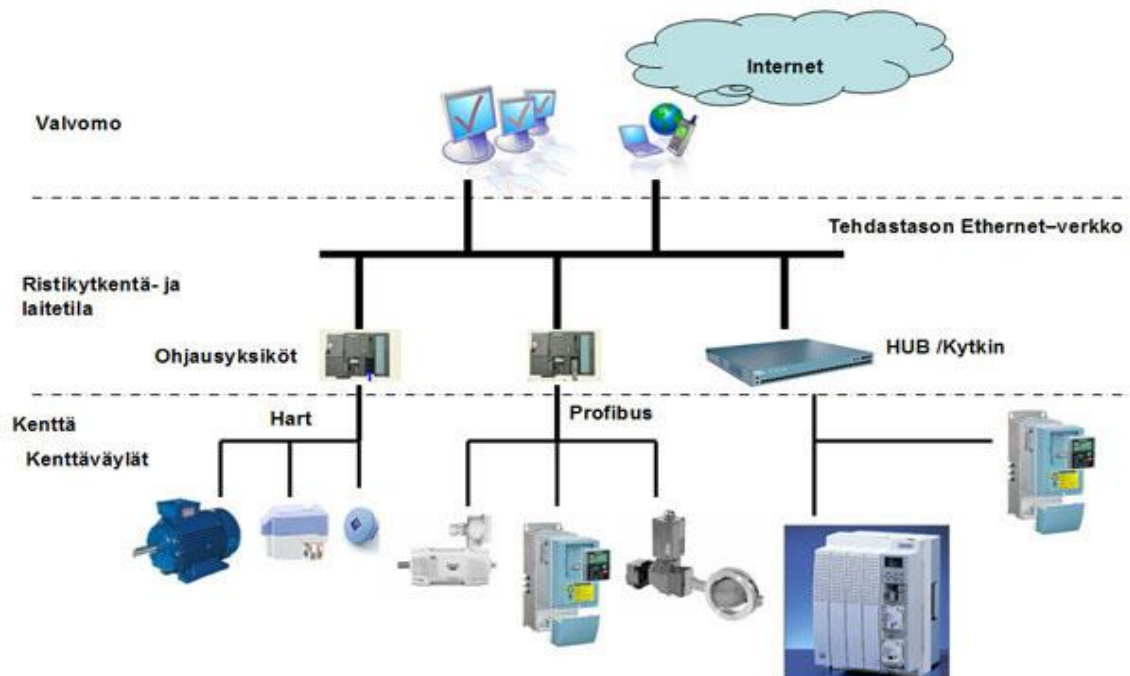 Internet
Valvomo
Tehdastason Ethernet–verkko
Ristikytkentä- ja
laitetila
Ohjausyksiköt
HUB /Kytkin
Kenttä
Hart
Profibus
Kenttäväylät